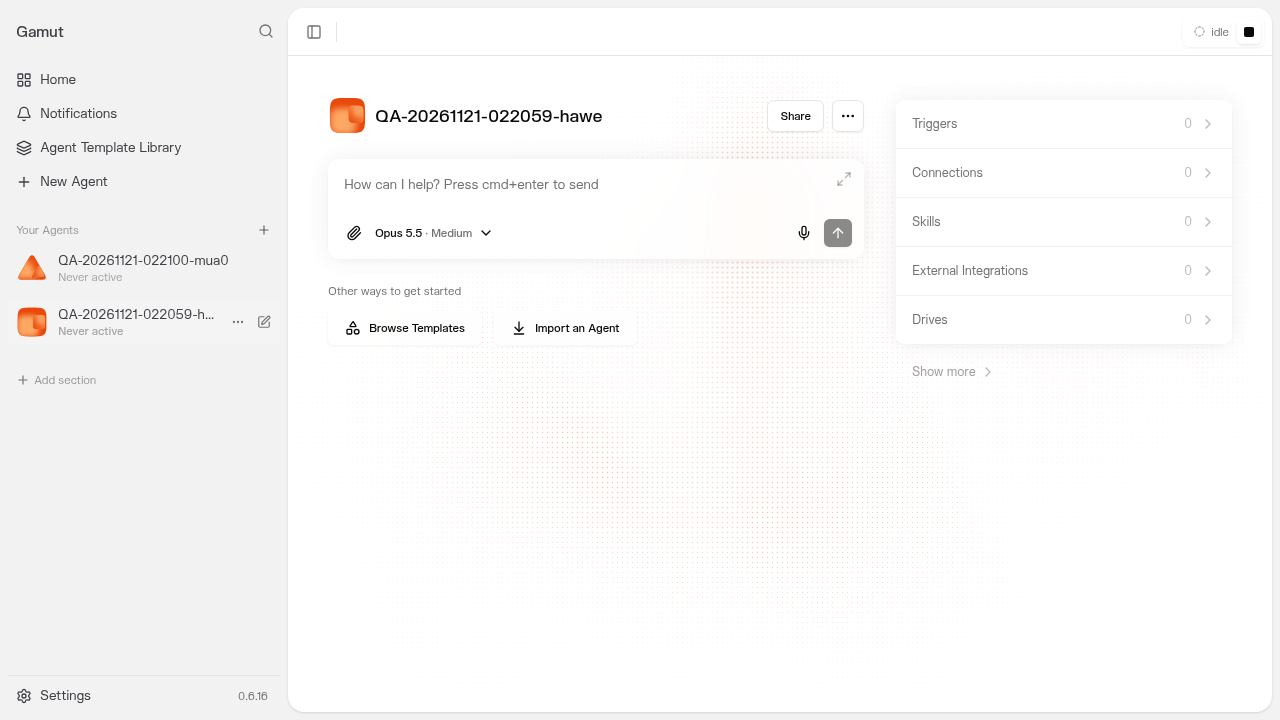 Gamut
Home
Notifications
Agent Template Library
New Agent
Your Agents
QA-20261121-022100-mua0
Never active
QA-20261121-022059-h...
Never active
Add section
Settings
0.6.16
idle
QA-20261121-022059-hawe
Share
How can I help? Press cmd+enter to send
Opus 5.5 · Medium
Other ways to get started
Browse Templates
Import an Agent
Triggers 0
Connections 0
Skills 0
External Integrations 0
Drives 0
Show more